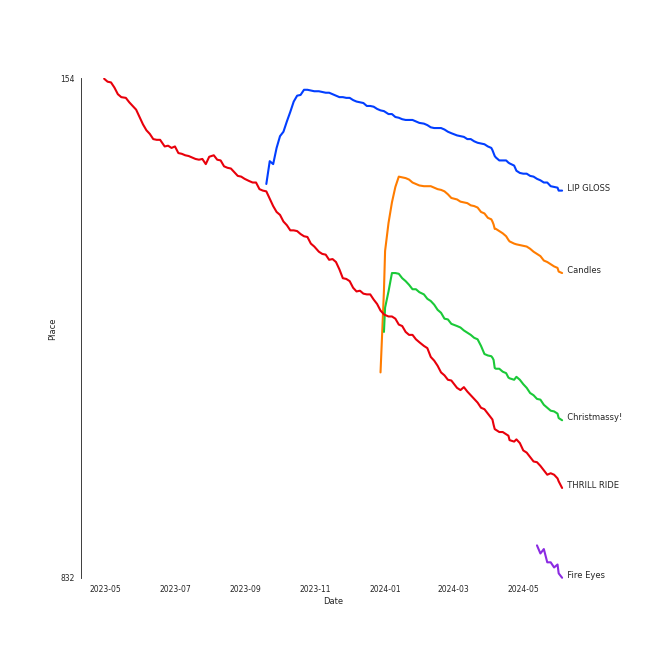 154
LIP GLOSS
Candles
Place
Christmassy!
THRILL RIDE
Fire Eyes
832
2023-05 2023-07 2023-09 2023-11 2024-01 2024-03 2024-05
Date